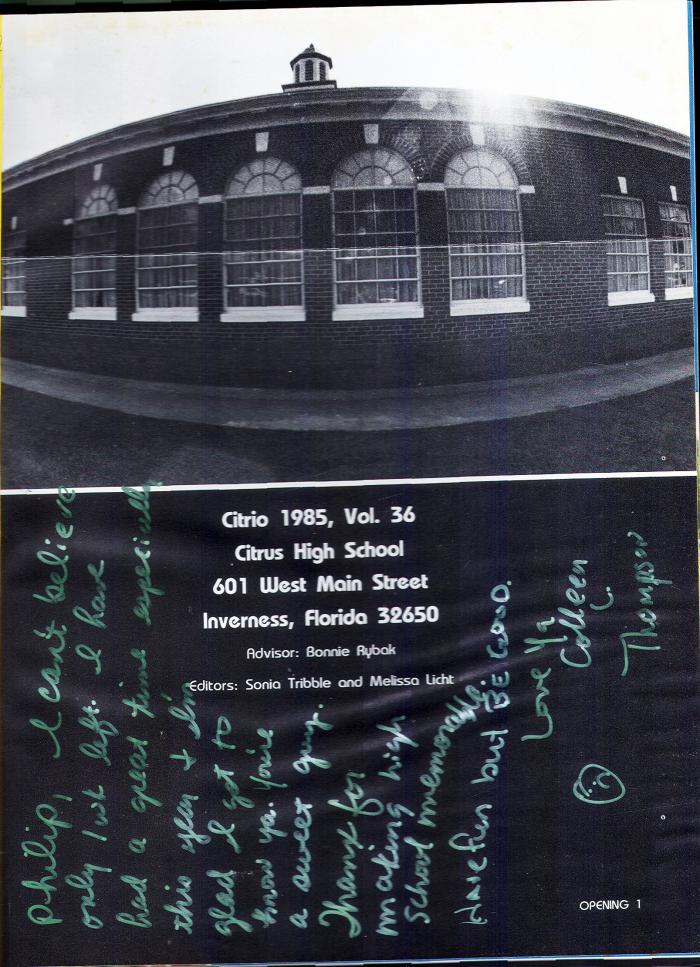 Citrio 1985, Vol. 36
Citrus High School
601 West Main Street
Inverness, Florida 32650
Advisor: Bonnie Rybak
Editors: Sonia Tribble and Melissa Licht
Philip, I can't believe
only 1 wk left. I have
had a great time especially
this year & I'm
glad I got to
know ya. You're
a sweet guy.
Thanx for
making high
school memorable.
Have fun but BE GOOD.
Love Ya
Colleen
C.
Thompson
OPENING 1